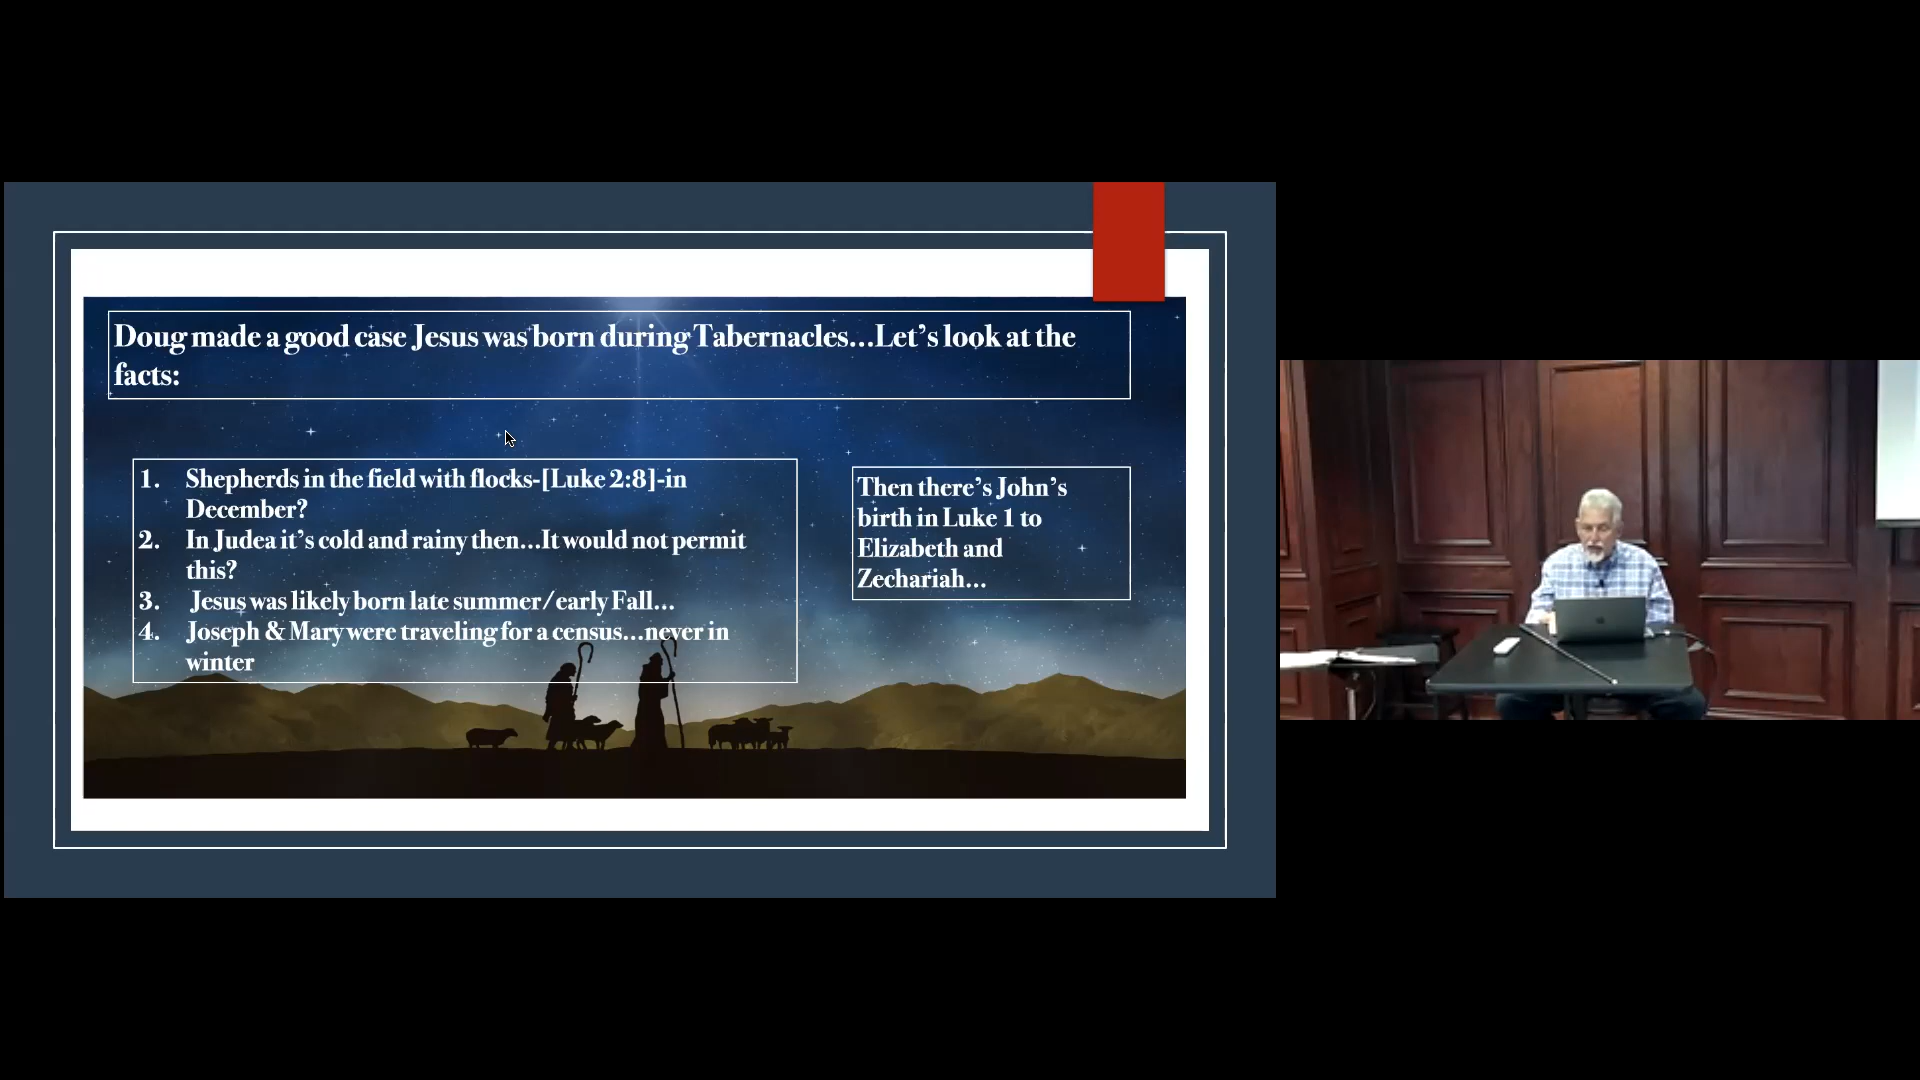 Doug made a good case Jesus was born during Tabernacles...Let's look at the
facts:
1. Shepherds in the field with flocks-[Luke 2:8]-in
December?
2. In Judea it's cold and rainy then...It would not permit
this?
3. Jesus was likely born late summer/early Fall...
4. Joseph & Mary were traveling for a census...never in
winter
Then there's John's
birth in Luke 1 to
Elizabeth and
Zechariah...